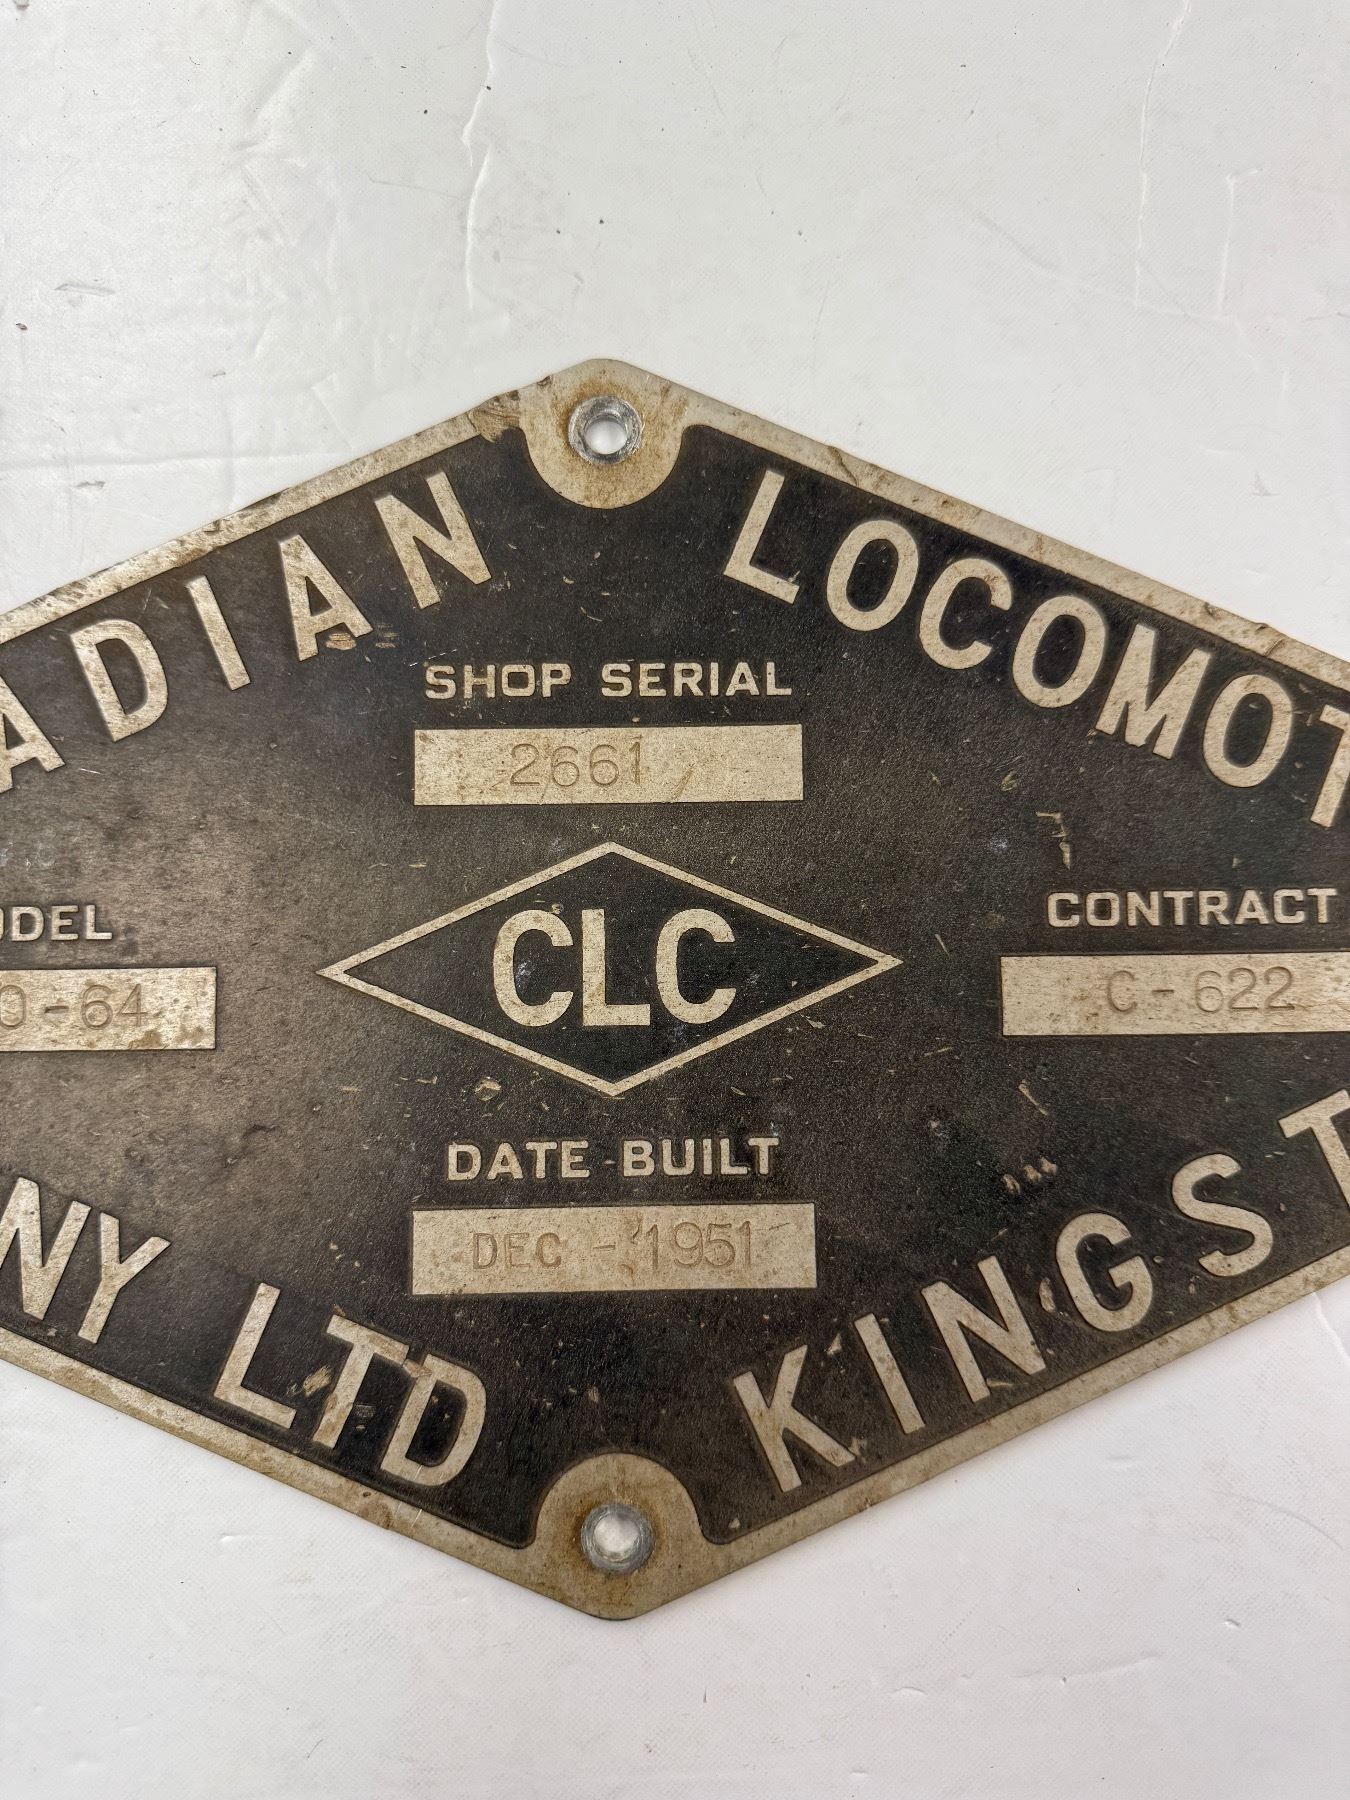 ADIAN LOCOMOT
SHOP SERIAL
2661
ODEL
0-64
CLC
CONTRACT
C-622
DATE BUILT
DEC - 1951
NY LTD KINGST